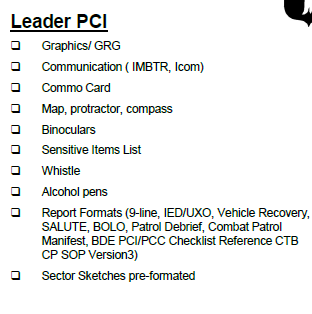 Leader PCI
❑ Graphics/ GRG
❑ Communication ( IMBTR, Icom)
❑ Commo Card
❑ Map, protractor, compass
❑ Binoculars
❑ Sensitive Items List
❑ Whistle
❑ Alcohol pens
❑ Report Formats (9-line, IED/UXO, Vehicle Recovery,
SALUTE, BOLO, Patrol Debrief, Combat Patrol
Manifest, BDE PCI/PCC Checklist Reference CTB
CP SOP Version3)
❑ Sector Sketches pre-formated